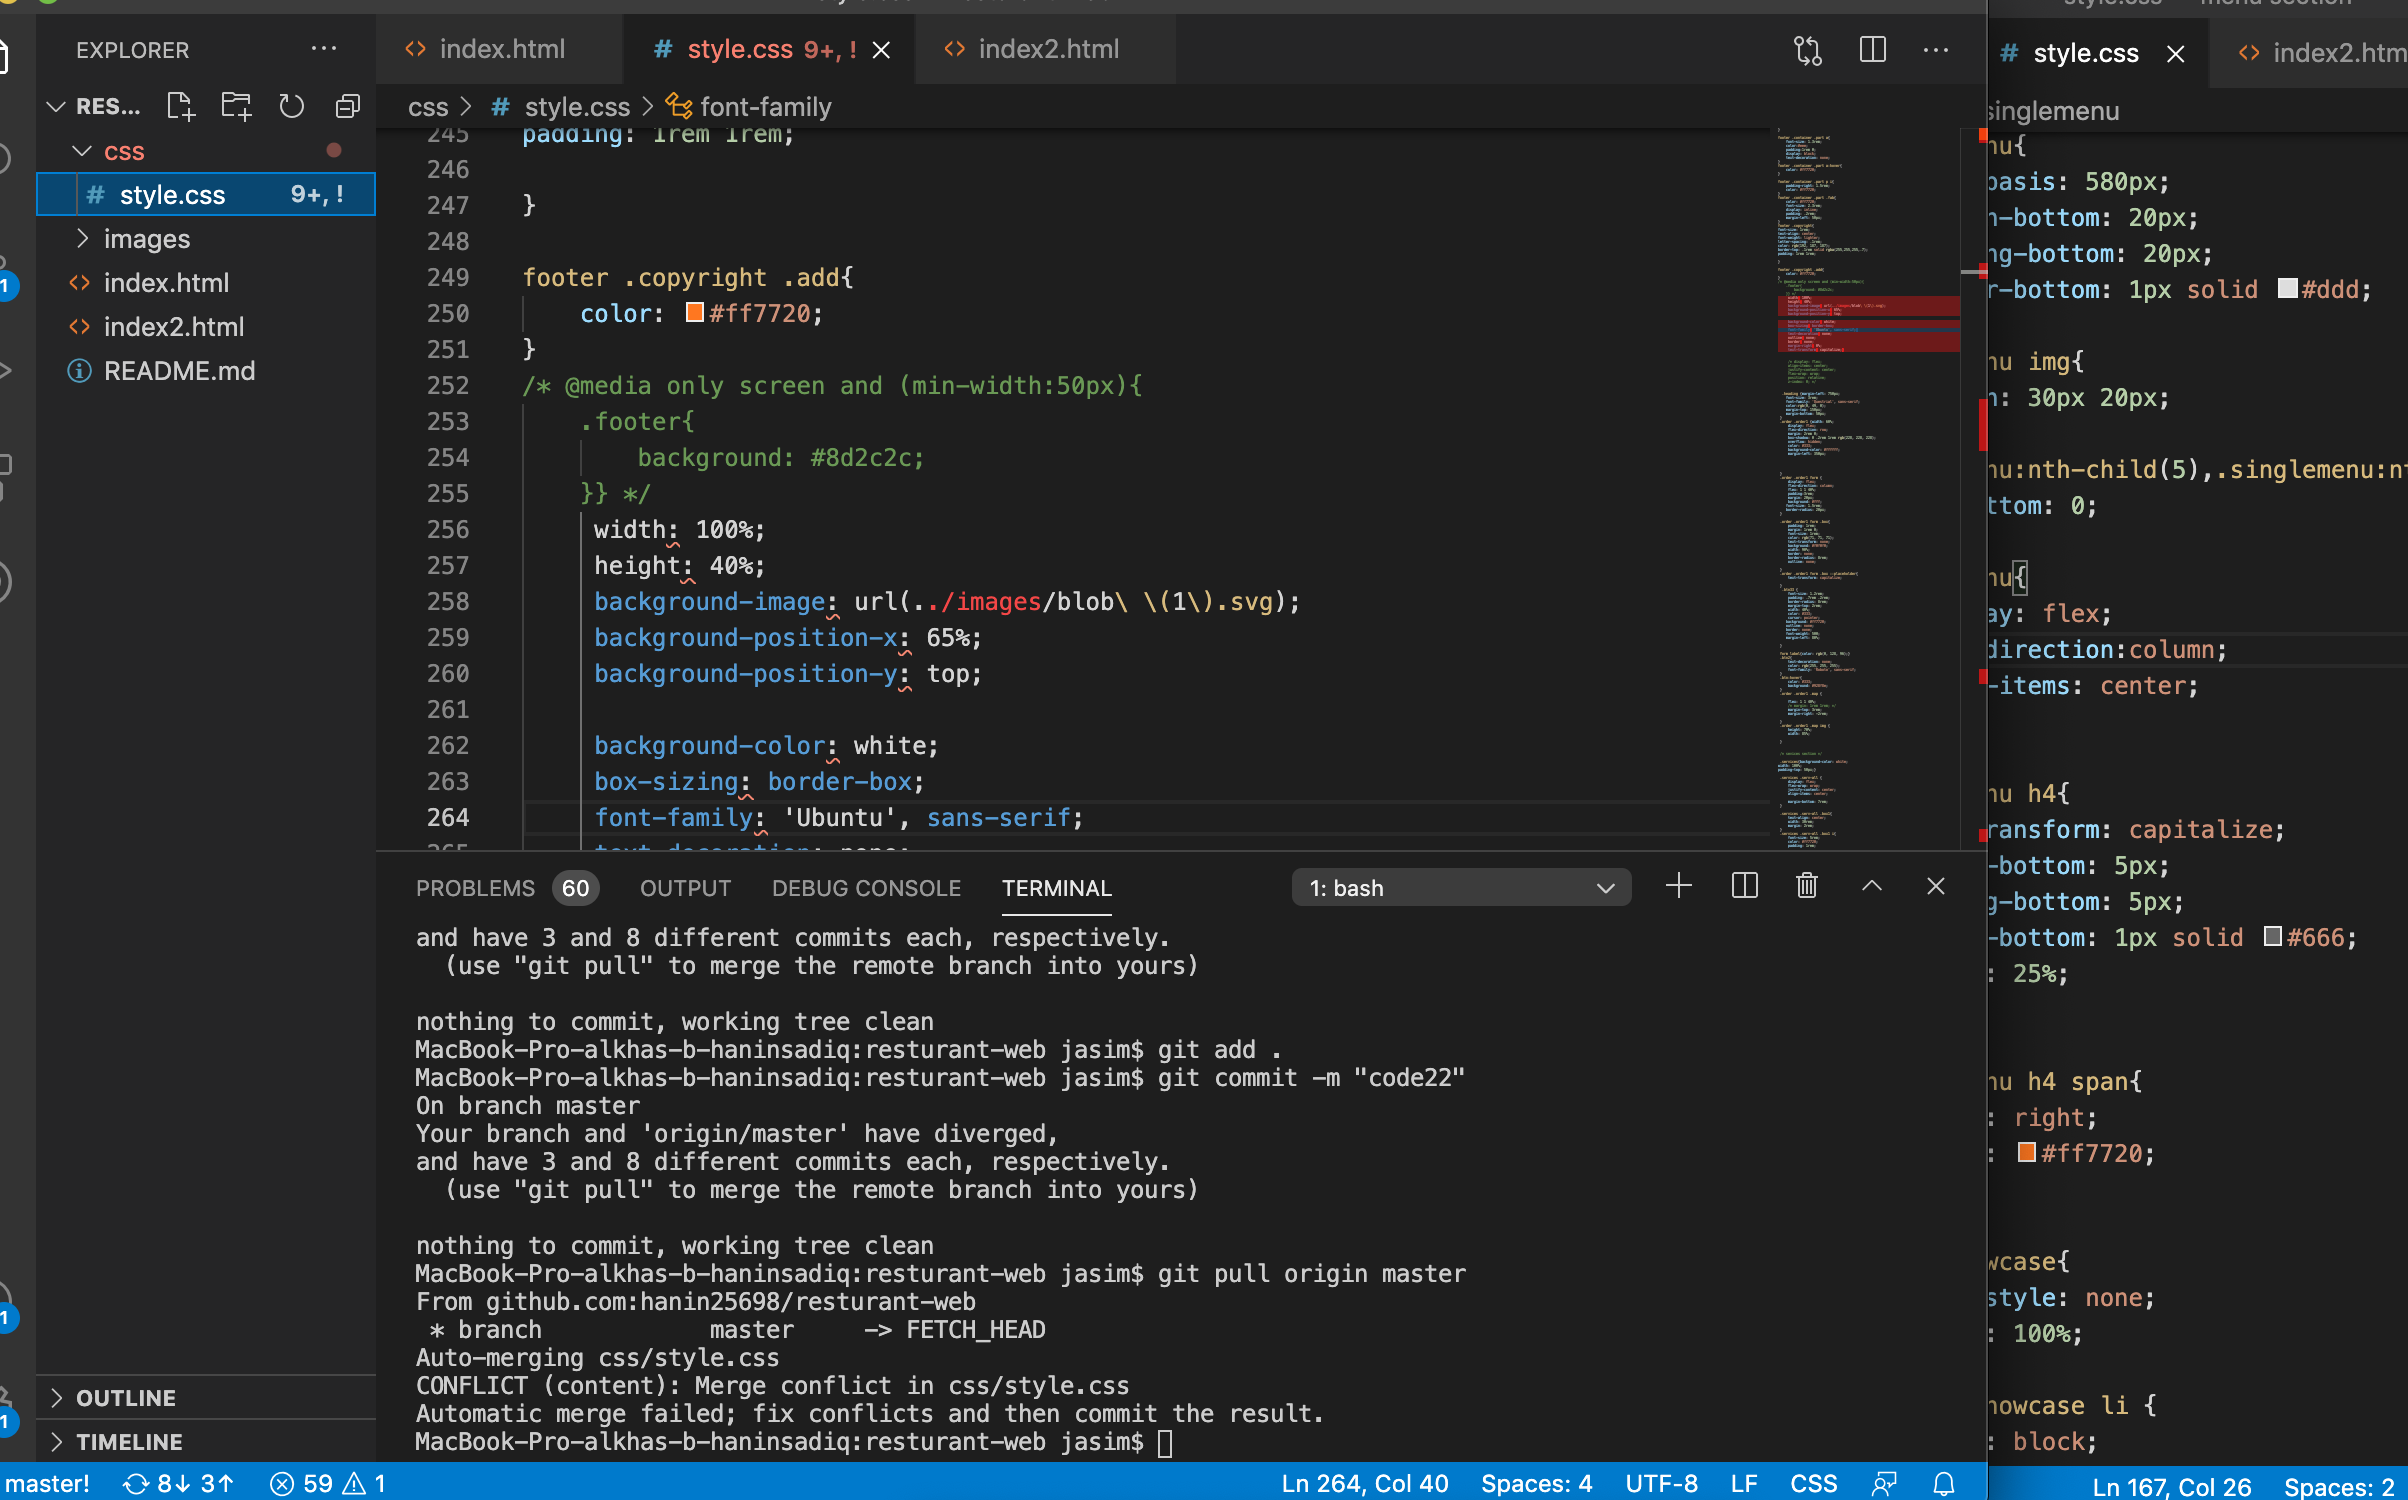 EXPLORER
RES...
css
style.css 9+, !
images
index.html
index2.html
README.md
OUTLINE
TIMELINE
index.html
style.css 9+, !
index2.html
css > style.css > font-family
245 padding: 1rem 1rem;
246
247 }
248
249 footer .copyright .add{
250 color: #ff7720;
251 }
252 /* @media only screen and (min-width:50px){
253 .footer{
254 background: #8d2c2c;
255 }} */
256 width: 100%;
257 height: 40%;
258 background-image: url(../images/blob\ \(1\).svg);
259 background-position-x: 65%;
260 background-position-y: top;
261
262 background-color: white;
263 box-sizing: border-box;
264 font-family: 'Ubuntu', sans-serif;
PROBLEMS 60 OUTPUT DEBUG CONSOLE TERMINAL 1: bash
and have 3 and 8 different commits each, respectively.
(use "git pull" to merge the remote branch into yours)
nothing to commit, working tree clean
MacBook-Pro-alkhas-b-haninsadiq:resturant-web jasim$ git add .
MacBook-Pro-alkhas-b-haninsadiq:resturant-web jasim$ git commit -m "code22"
On branch master
Your branch and 'origin/master' have diverged,
and have 3 and 8 different commits each, respectively.
(use "git pull" to merge the remote branch into yours)
nothing to commit, working tree clean
MacBook-Pro-alkhas-b-haninsadiq:resturant-web jasim$ git pull origin master
From github.com:hanin25698/resturant-web
* branch master -> FETCH_HEAD
Auto-merging css/style.css
CONFLICT (content): Merge conflict in css/style.css
Automatic merge failed; fix conflicts and then commit the result.
MacBook-Pro-alkhas-b-haninsadiq:resturant-web jasim$
master! 8↓ 3↑ 59 1
Ln 264, Col 40 Spaces: 4 UTF-8 LF CSS
style.css
index2.htm
singlemenu
nu{
basis: 580px;
n-bottom: 20px;
ng-bottom: 20px;
r-bottom: 1px solid #ddd;
nu img{
n: 30px 20px;
nu:nth-child(5),.singlemenu:n
ttom: 0;
nu{
ay: flex;
direction:column;
-items: center;
nu h4{
ransform: capitalize;
-bottom: 5px;
g-bottom: 5px;
-bottom: 1px solid #666;
: 25%;
nu h4 span{
: right;
: #ff7720;
wcase{
style: none;
: 100%;
howcase li {
: block;
Ln 167, Col 26 Spaces: 2